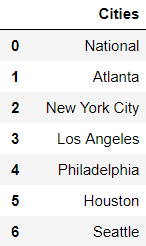 Cities
0 National
1 Atlanta
2 New York City
3 Los Angeles
4 Philadelphia
5 Houston
6 Seattle